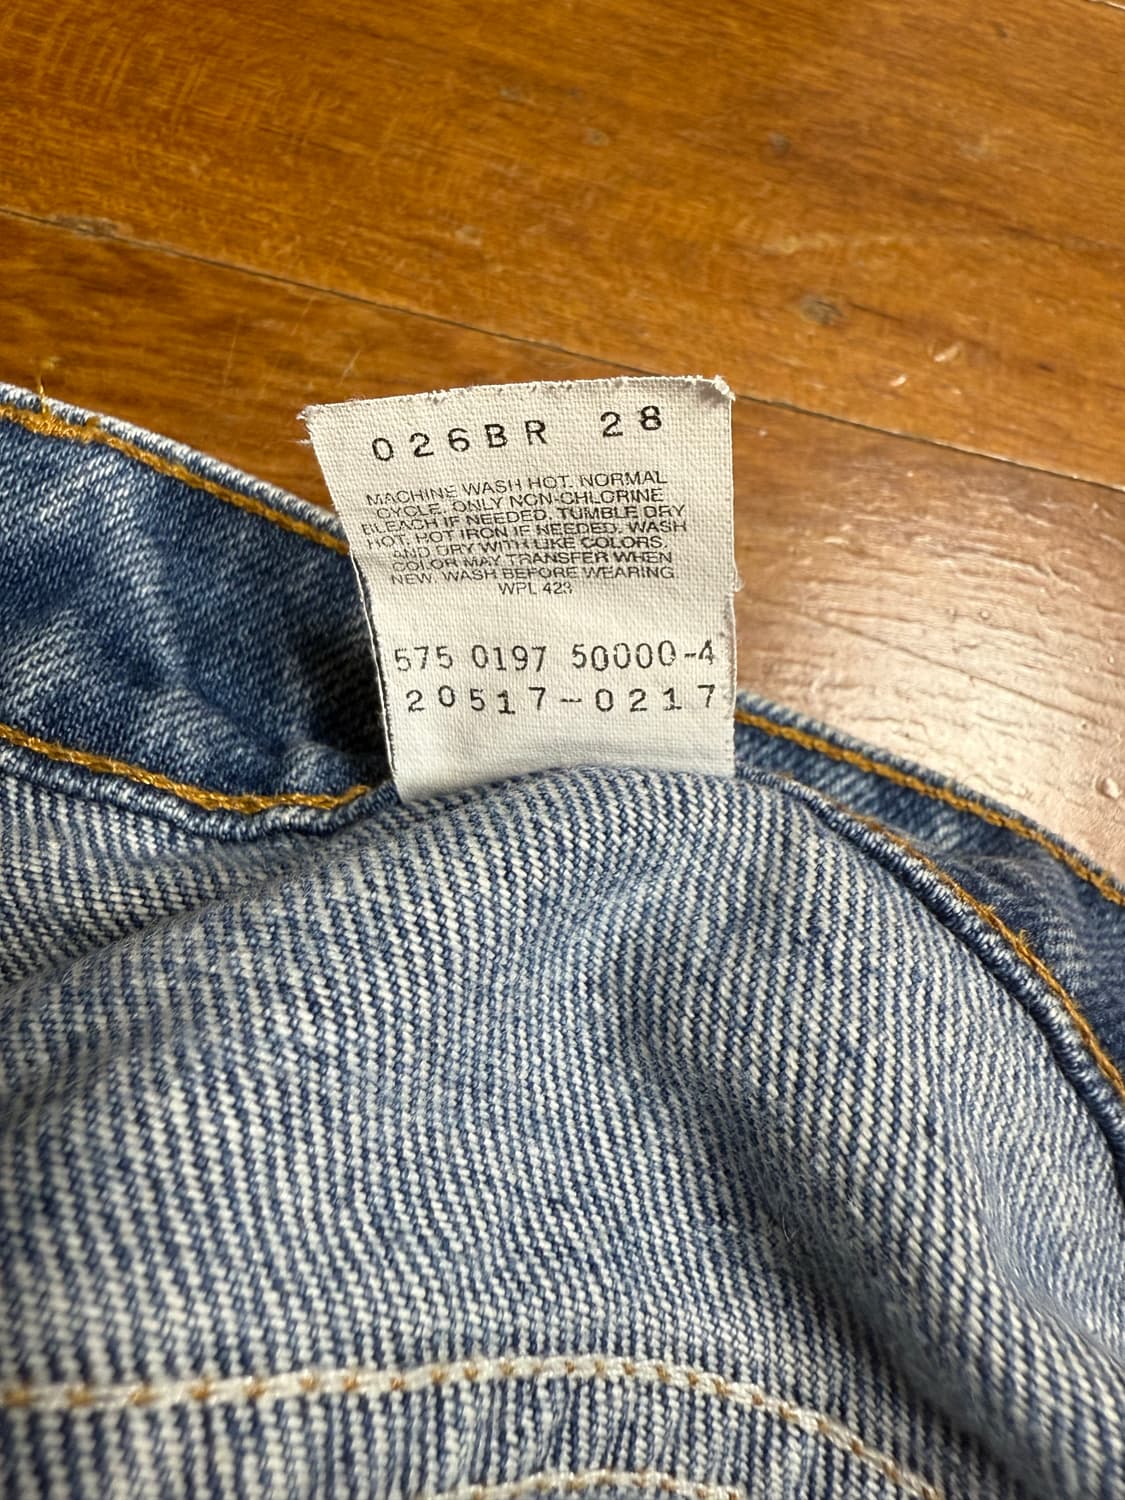 026BR 28
MACHINE WASH HOT. NORMAL
CYCLE. ONLY NON-CHLORINE
BLEACH IF NEEDED. TUMBLE DRY
HOT. HOT IRON IF NEEDED. WASH
AND DRY WITH LIKE COLORS.
COLOR MAY TRANSFER WHEN
NEW. WASH BEFORE WEARING
WPL 423
575 0197 50000-4
20517-0217